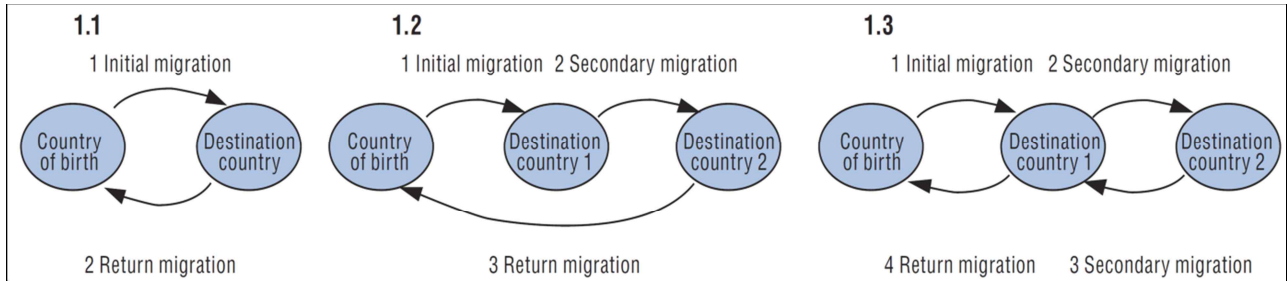 1.1
1 Initial migration
Country
of birth
Destination
country
2 Return migration
1.2
1 Initial migration 2 Secondary migration
Country
of birth
Destination
country 1
Destination
country 2
3 Return migration
1.3
1 Initial migration 2 Secondary migration
Country
of birth
Destination
country 1
Destination
country 2
4 Return migration 3 Secondary migration